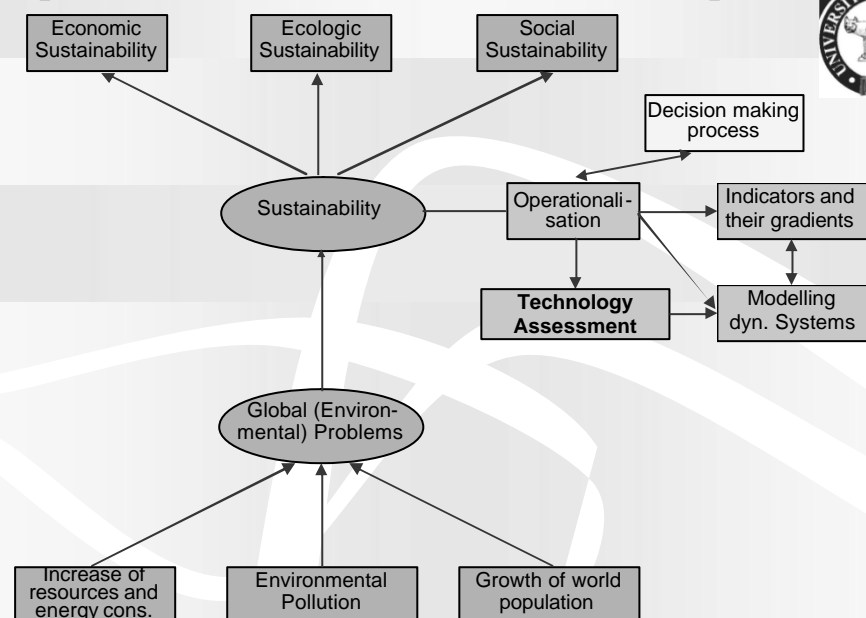 Economic
Sustainability
Ecologic
Sustainability
Social
Sustainability
UNIVERSI
Decision making
process
Sustainability
Operationali-
sation
Indicators and
their gradients
Technology
Assessment
Modelling
dyn. Systems
Global (Environ-
mental) Problems
Increase of
resources and
energy cons.
Environmental
Pollution
Growth of world
population